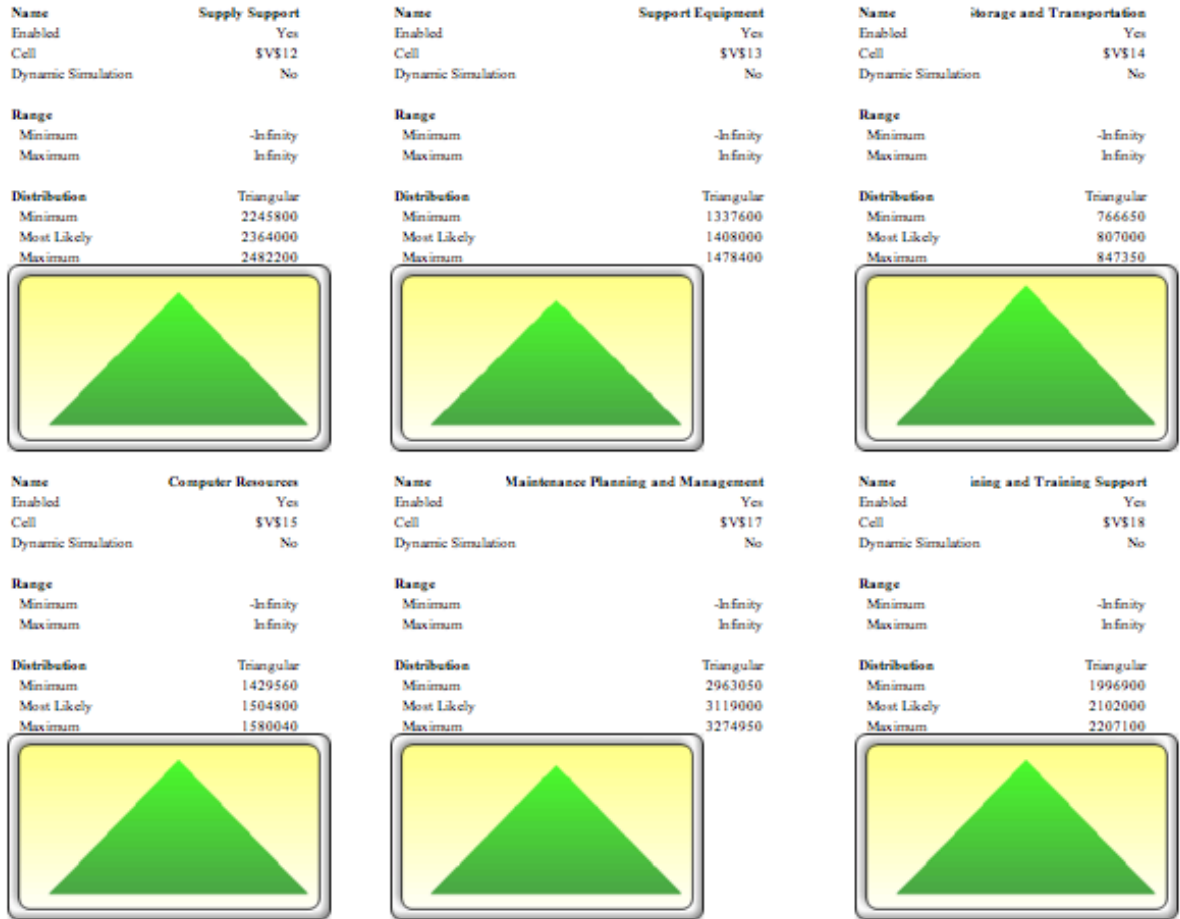 Name Supply Support
Enabled Yes
Cell $V$12
Dynamic Simulation No
Range
Minimum -Infinity
Maximum Infinity
Distribution Triangular
Minimum 2245800
Most Likely 2364000
Maximum 2482200
Name Support Equipment
Enabled Yes
Cell $V$13
Dynamic Simulation No
Range
Minimum -Infinity
Maximum Infinity
Distribution Triangular
Minimum 1337600
Most Likely 1408000
Maximum 1478400
Name Storage and Transportation
Enabled Yes
Cell $V$14
Dynamic Simulation No
Range
Minimum -Infinity
Maximum Infinity
Distribution Triangular
Minimum 766650
Most Likely 807000
Maximum 847350
Name Computer Resources
Enabled Yes
Cell $V$15
Dynamic Simulation No
Range
Minimum -Infinity
Maximum Infinity
Distribution Triangular
Minimum 1429560
Most Likely 1504800
Maximum 1580040
Name Maintenance Planning and Management
Enabled Yes
Cell $V$17
Dynamic Simulation No
Range
Minimum -Infinity
Maximum Infinity
Distribution Triangular
Minimum 2963050
Most Likely 3119000
Maximum 3274950
Name ining and Training Support
Enabled Yes
Cell $V$18
Dynamic Simulation No
Range
Minimum -Infinity
Maximum Infinity
Distribution Triangular
Minimum 1996900
Most Likely 2102000
Maximum 2207100